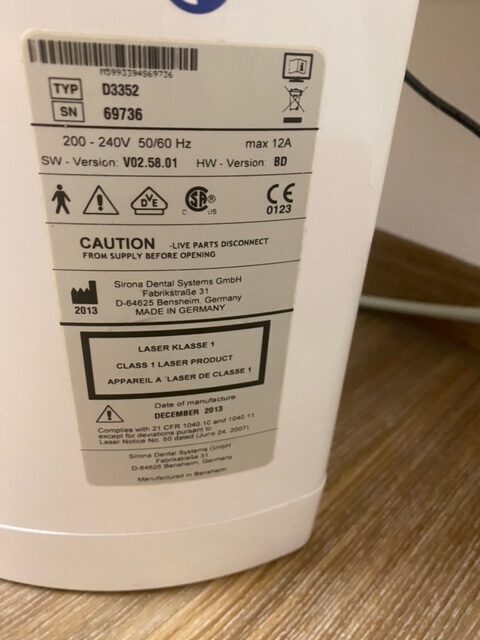 M5993394569736
TYP D3352
SN 69736
200 - 240V 50/60 Hz max 12A
SW - Version: V02.58.01 HW - Version: BD
DVE SA® C US CE 0123
CAUTION -LIVE PARTS DISCONNECT
FROM SUPPLY BEFORE OPENING
2013
Sirona Dental Systems GmbH
Fabrikstraße 31
D-64625 Bensheim, Germany
MADE IN GERMANY
LASER KLASSE 1
CLASS 1 LASER PRODUCT
APPAREIL A `LASER DE CLASSE 1
Date of manufacture
DECEMBER 2013
Complies with 21 CFR 1040.10 and 1040.11
except for deviations pursuant to
Laser Notice No. 50 dated (June 24, 2007)
Sirona Dental Systems GmbH
Fabrikstraße 31
D-64625 Bensheim, Germany
Manufactured in Bensheim